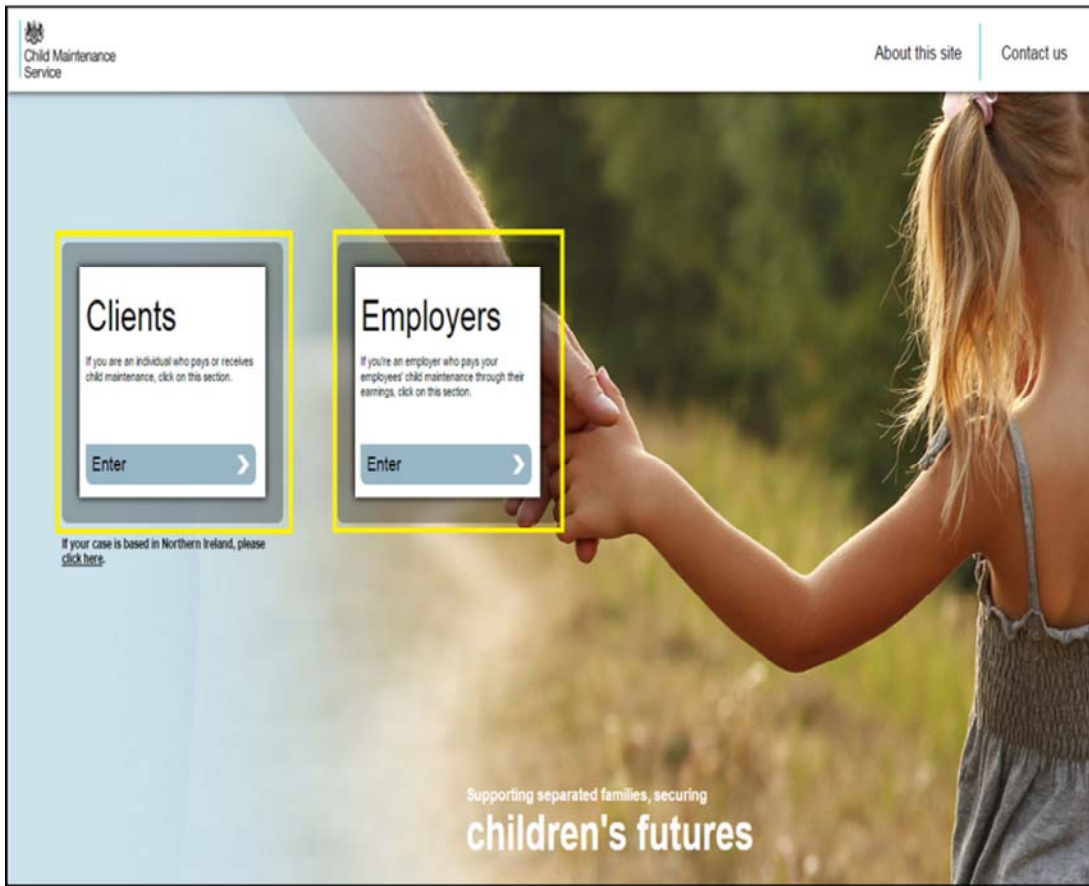 Child Maintenance
Service
About this site
Contact us
Clients
If you are an individual who pays or receives
child maintenance, click on this section.
Enter
If your case is based in Northern Ireland, please
click here.
Employers
If you're an employer who pays your
employees' child maintenance through their
earnings, click on this section.
Enter
Supporting separated families, securing
children's futures